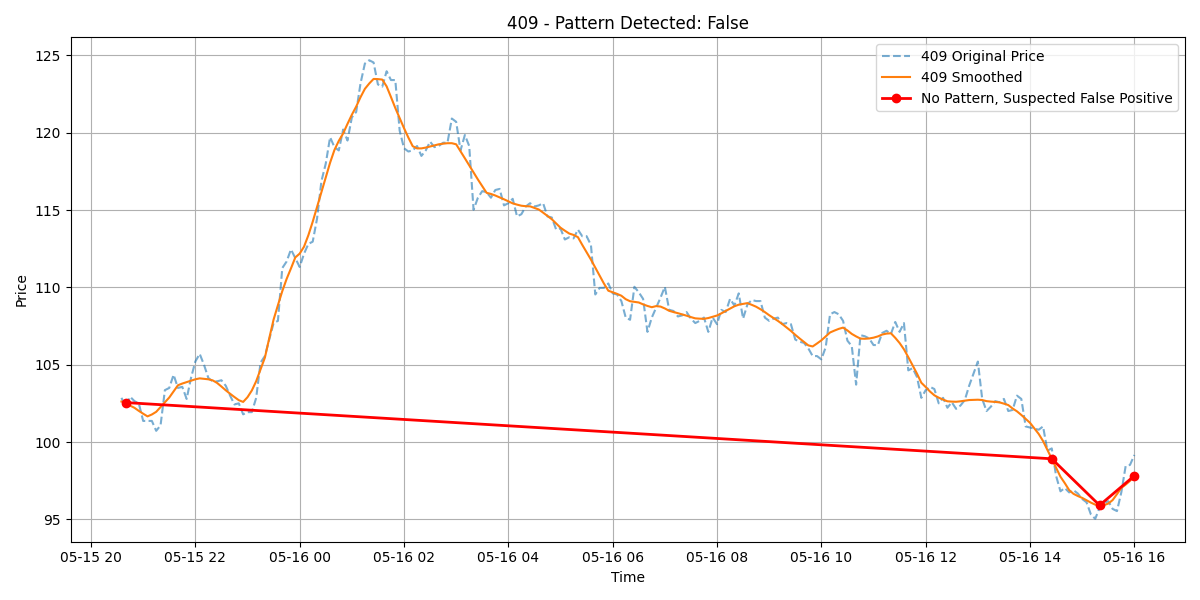 409 - Pattern Detected: False
409 Original Price
409 Smoothed
No Pattern, Suspected False Positive
Price
125
120
115
110
105
100
95
05-15 20 05-15 22 05-16 00 05-16 02 05-16 04 05-16 06 05-16 08 05-16 10 05-16 12 05-16 14 05-16 16
Time